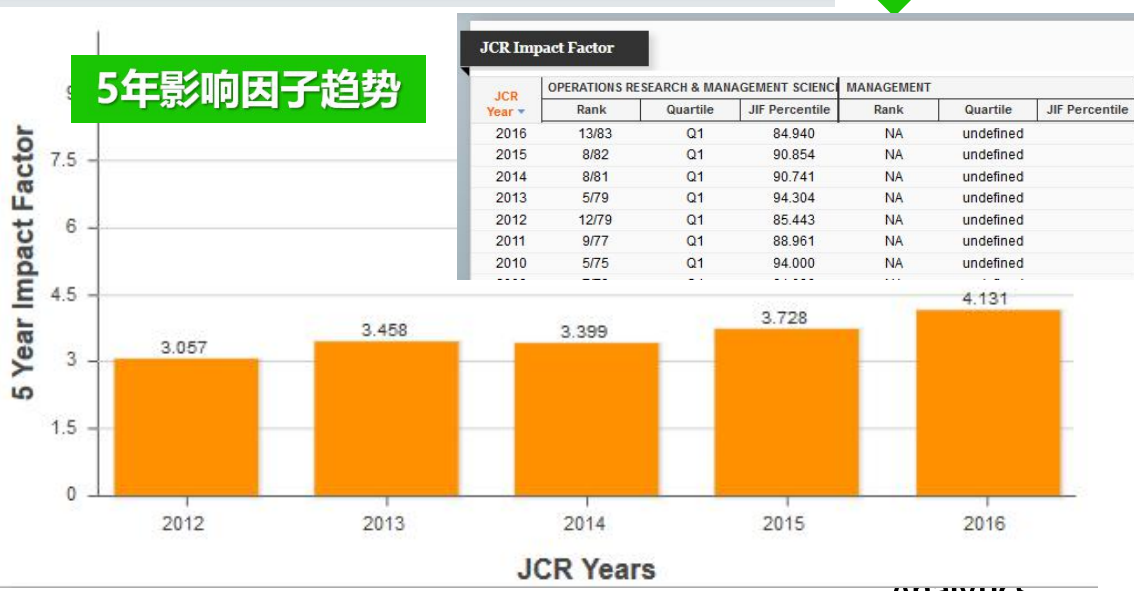 5年影响因子趋势
JCR Impact Factor
JCR Year OPERATIONS RESEARCH & MANAGEMENT SCIENC MANAGEMENT
Rank Quartile JIF Percentile Rank Quartile JIF Percentile
2016 13/83 Q1 84.940 NA undefined
2015 8/82 Q1 90.854 NA undefined
2014 8/81 Q1 90.741 NA undefined
2013 5/79 Q1 94.304 NA undefined
2012 12/79 Q1 85.443 NA undefined
2011 9/77 Q1 88.961 NA undefined
2010 5/75 Q1 94.000 NA undefined
5 Year Impact Factor
7.5
6
4.5
3
1.5
0
3.057 3.458 3.399 3.728 4.131
2012 2013 2014 2015 2016
JCR Years